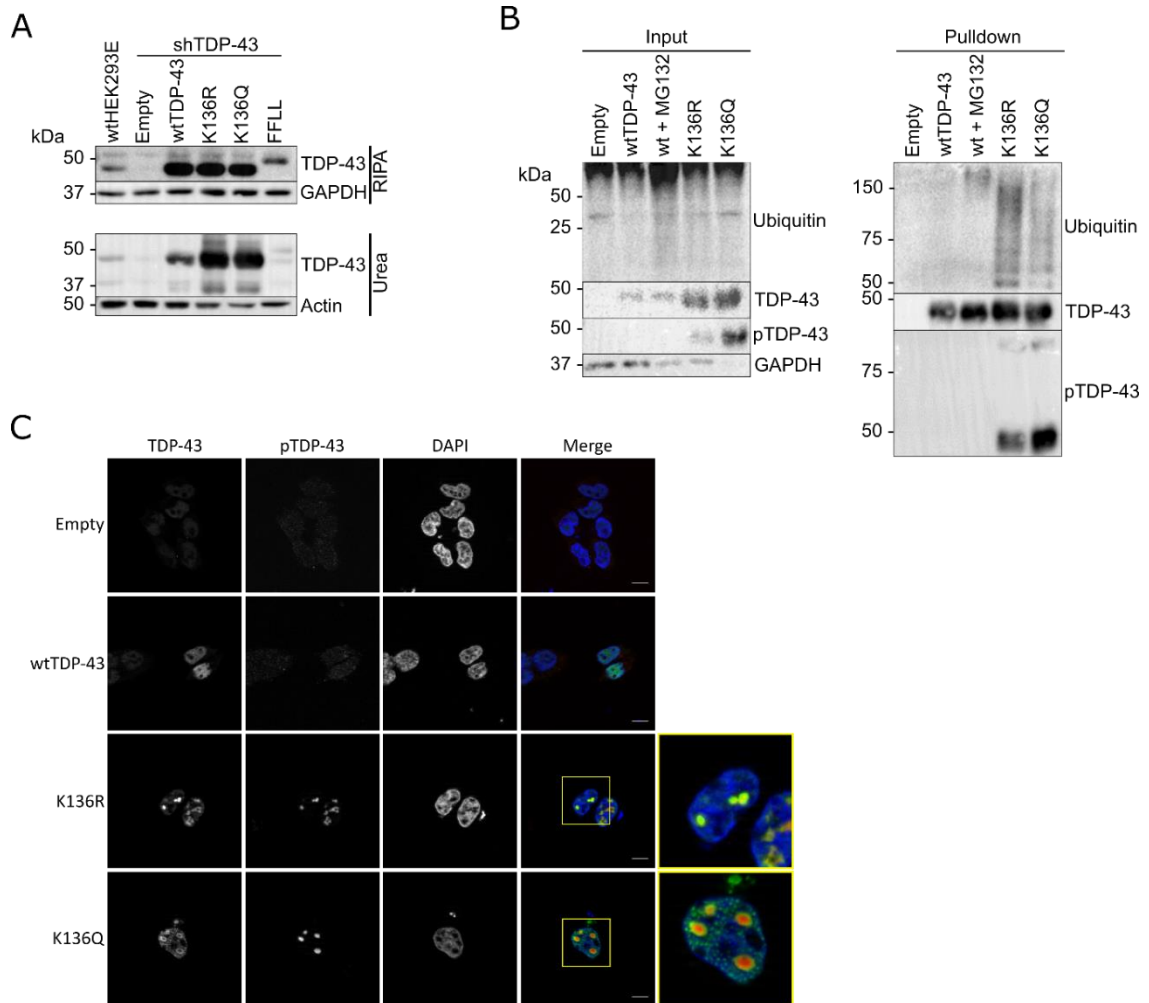 A
shTDP-43
wtHEK293E
Empty
wtTDP-43
K136R
K136Q
FFLL
kDa
50
TDP-43
37
GAPDH
RIPA
50
TDP-43
37
50
Actin
Urea
B
Input
Empty
wtTDP-43
wt + MG132
K136R
K136Q
kDa
50
25
Ubiquitin
50
TDP-43
50
pTDP-43
37
GAPDH
Pulldown
Empty
wtTDP-43
wt + MG132
K136R
K136Q
150
75
50
Ubiquitin
50
TDP-43
75
50
pTDP-43
C
TDP-43 pTDP-43 DAPI Merge
Empty
wtTDP-43
K136R
K136Q